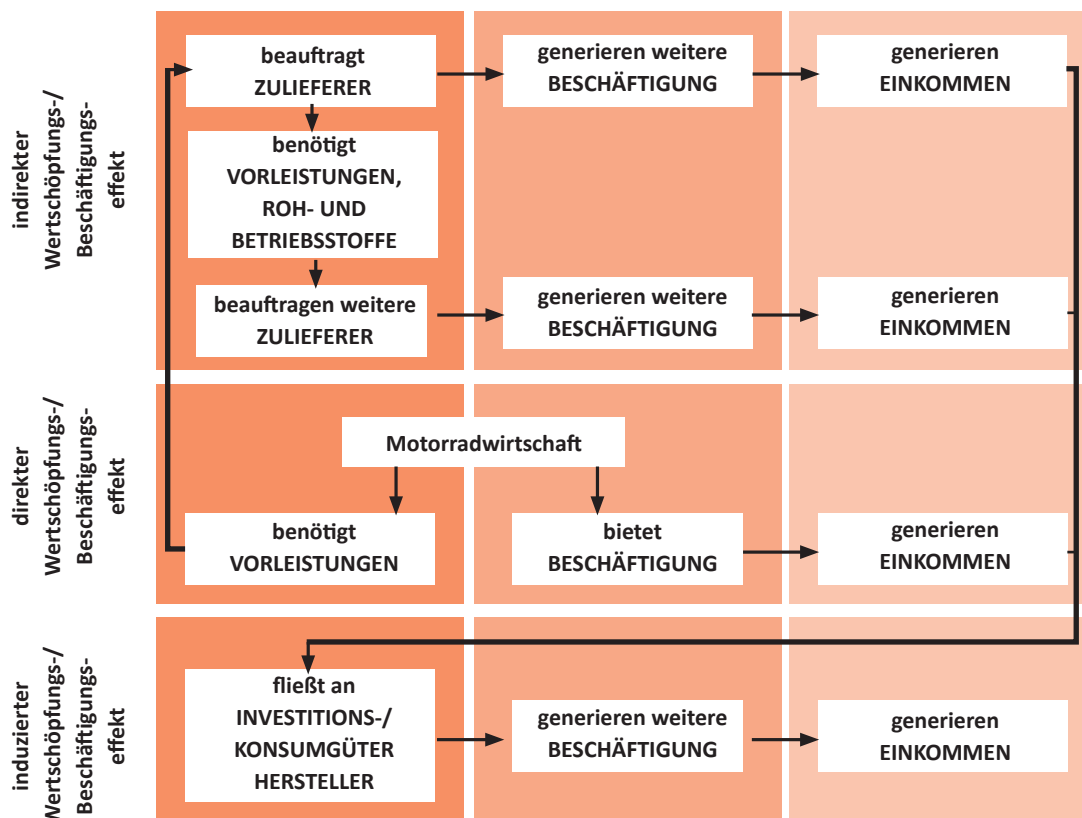 indirekter
Wertschöpfungs-/
Beschäftigungs-
effekt
beauftragt
ZULIEFERER
generieren weitere
BESCHÄFTIGUNG
generieren
EINKOMMEN
benötigt
VORLEISTUNGEN,
ROH- UND
BETRIEBSSTOFFE
beauftragen weitere
ZULIEFERER
generieren weitere
BESCHÄFTIGUNG
generieren
EINKOMMEN
direkter
Wertschöpfungs-/
Beschäftigungs-
effekt
Motorradwirtschaft
benötigt
VORLEISTUNGEN
bietet
BESCHÄFTIGUNG
generieren
EINKOMMEN
induzierter
Wertschöpfungs-/
Beschäftigungs-
effekt
fließt an
INVESTITIONS-/
KONSUMGÜTER
HERSTELLER
generieren weitere
BESCHÄFTIGUNG
generieren
EINKOMMEN